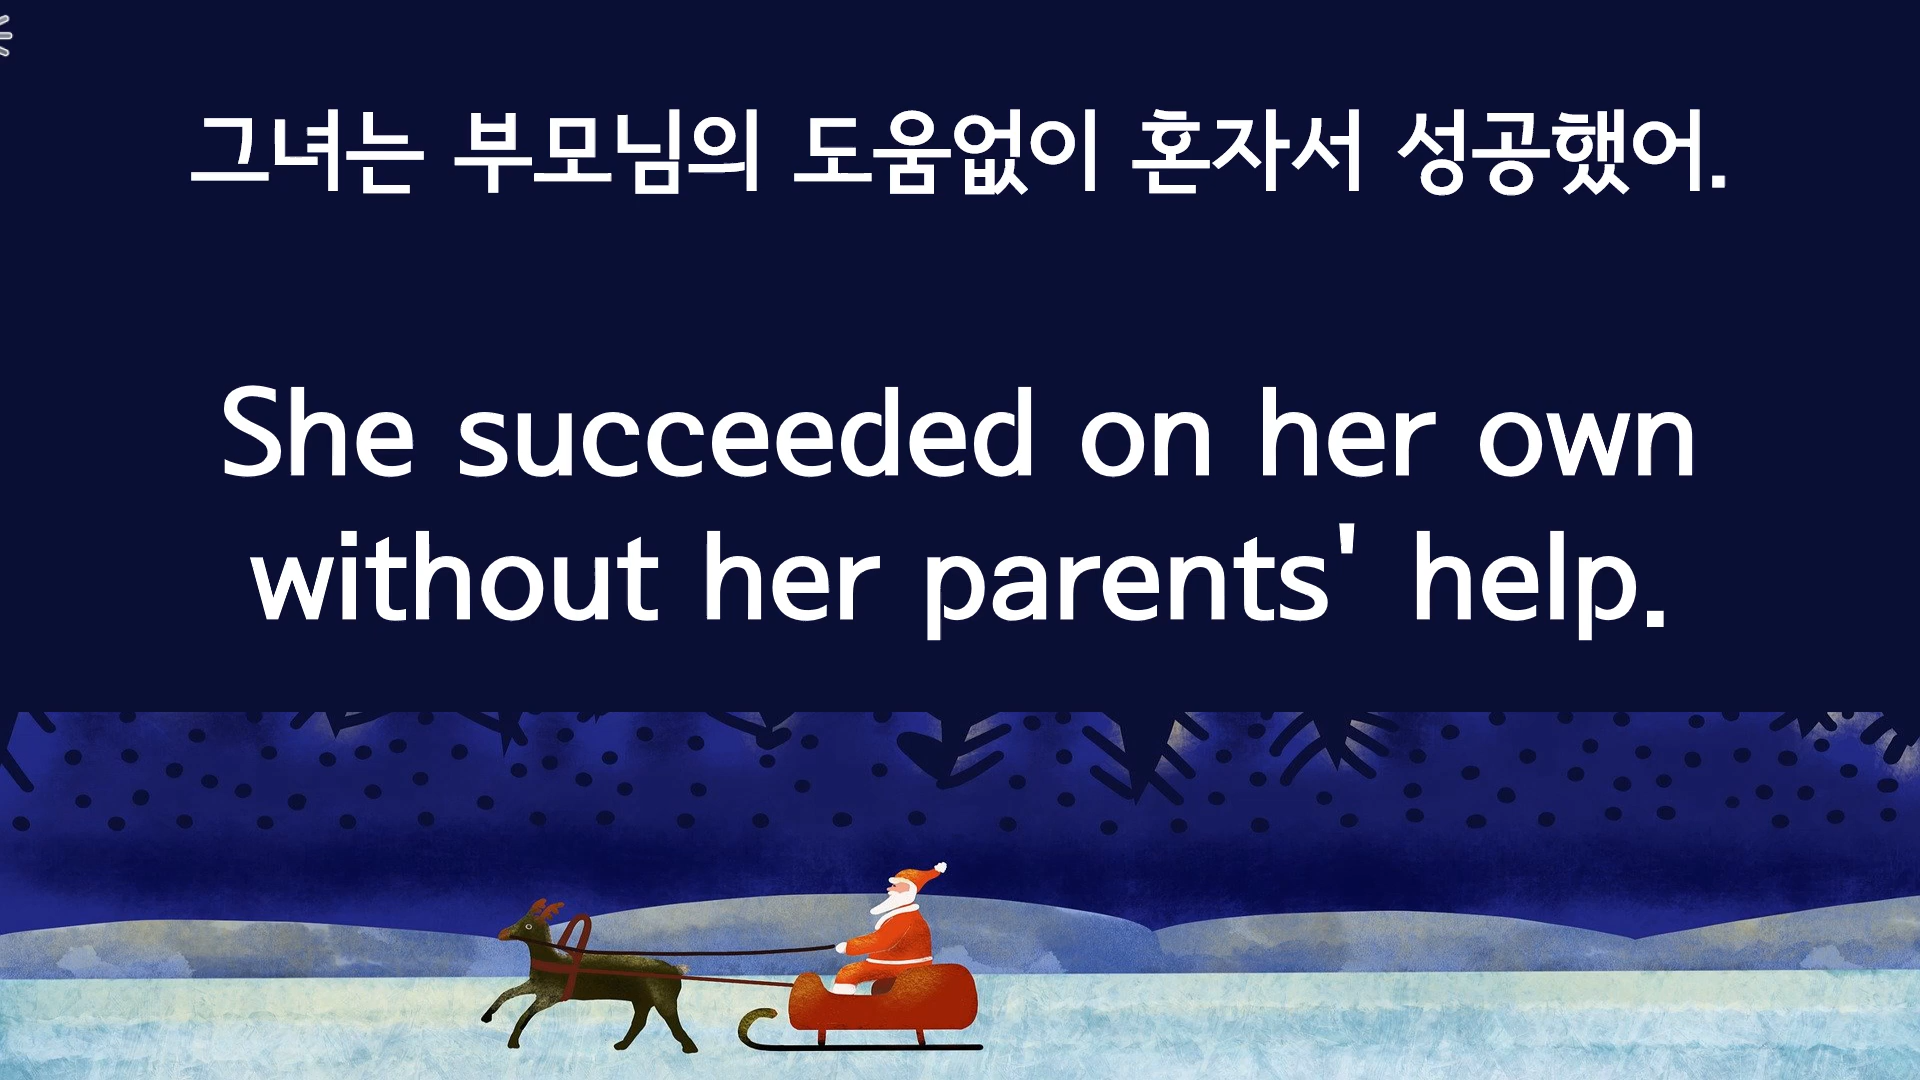 그녀는 부모님의 도움없이 혼자서 성공했어.
She succeeded on her own
without her parents' help.